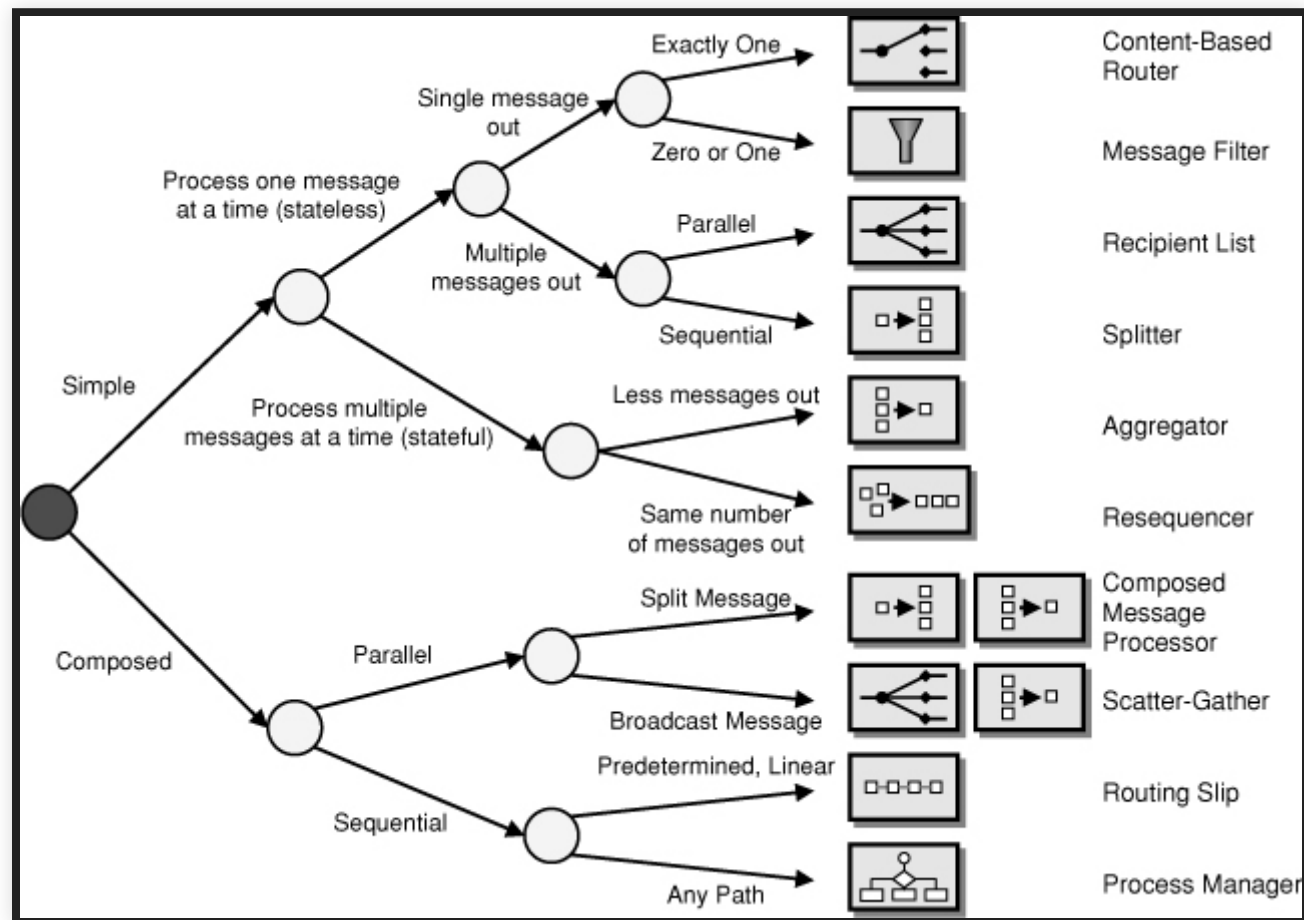 Exactly One
Content-Based
Router
Single message
out
Zero or One
Message Filter
Process one message
at a time (stateless)
Parallel
Recipient List
Multiple
messages out
Sequential
Splitter
Simple
Less messages out
Aggregator
Process multiple
messages at a time (stateful)
Same number
of messages out
Resequencer
Split Message
Composed
Message
Processor
Composed
Parallel
Broadcast Message
Scatter-Gather
Predetermined, Linear
Routing Slip
Sequential
Any Path
Process Manager